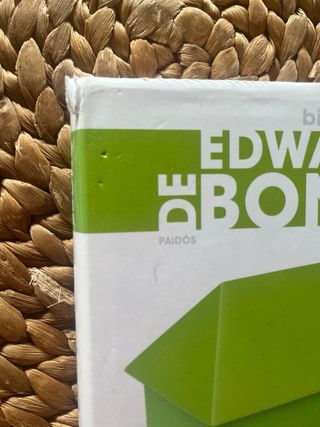 bi
EDWA
DE BON
PAIDÓS